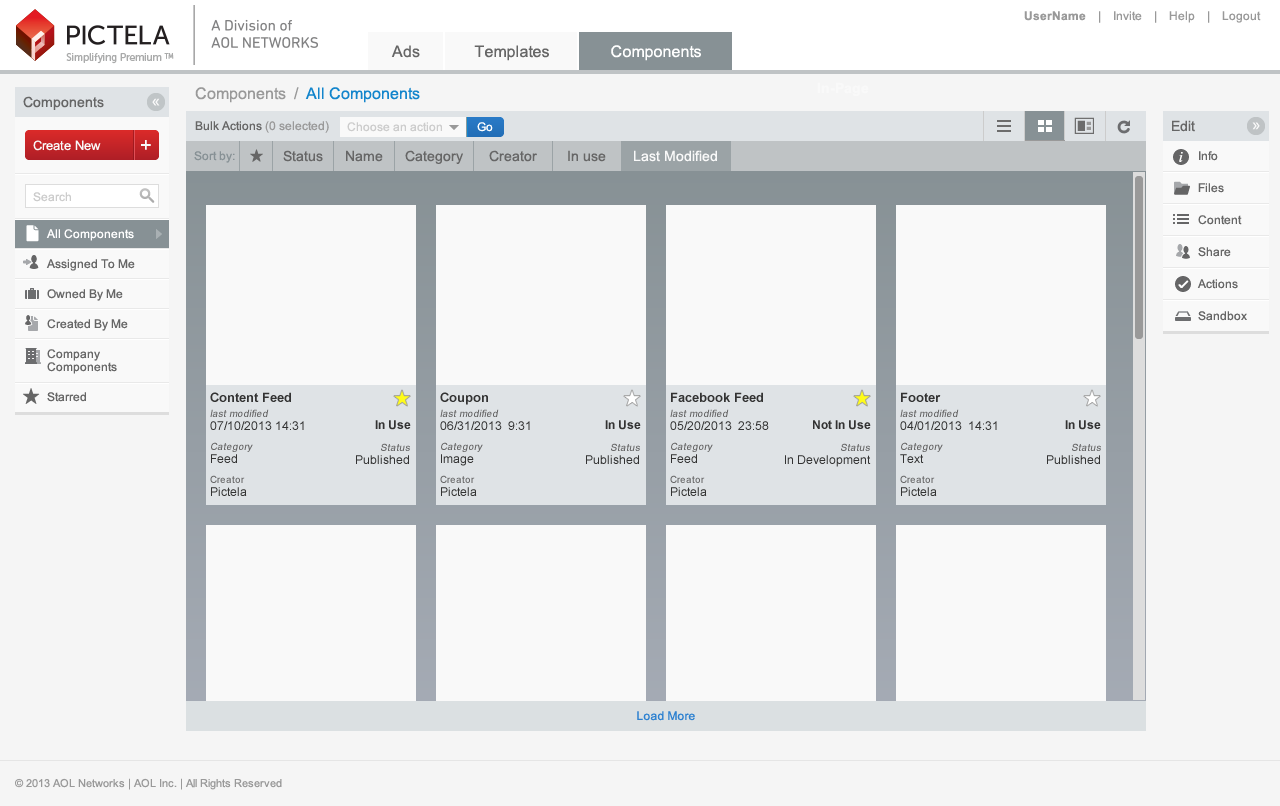 PICTELA
Simplifying Premium ™
A Division of
AOL NETWORKS
UserName | Invite | Help | Logout
Ads
Templates
Components
Components
Create New
Search
All Components
Assigned To Me
Owned By Me
Created By Me
Company
Components
Starred
Components / All Components
Bulk Actions (0 selected) Choose an action Go
Sort by: Status Name Category Creator In use Last Modified
Content Feed
last modified
07/10/2013 14:31 In Use
Category Status
Feed Published
Creator
Pictela
Coupon
last modified
06/31/2013 9:31 In Use
Category Status
Image Published
Creator
Pictela
Facebook Feed
last modified
05/20/2013 23:58 Not In Use
Category Status
Feed In Development
Creator
Pictela
Footer
last modified
04/01/2013 14:31 In Use
Category Status
Text Published
Creator
Pictela
Load More
Edit
Info
Files
Content
Share
Actions
Sandbox
© 2013 AOL Networks | AOL Inc. | All Rights Reserved